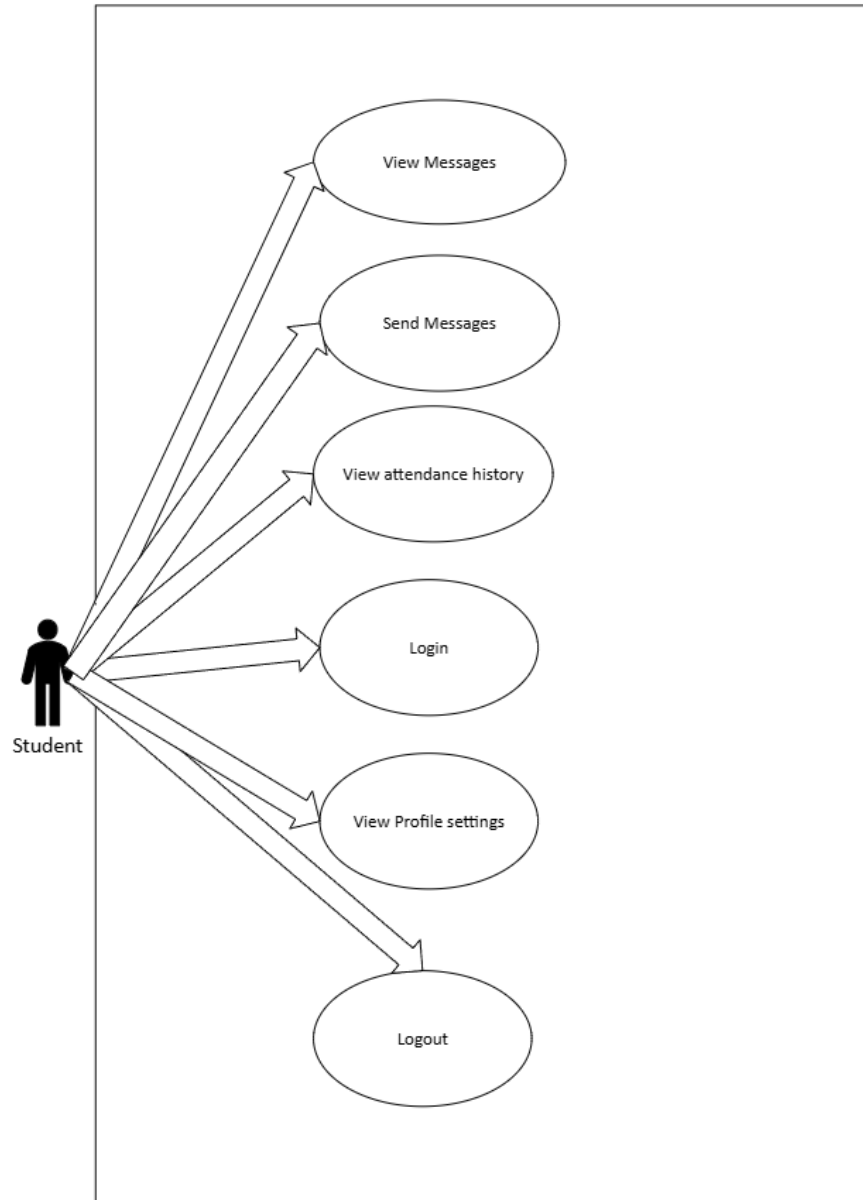 View Messages
Send Messages
View attendance history
Login
Student
View Profile settings
Logout